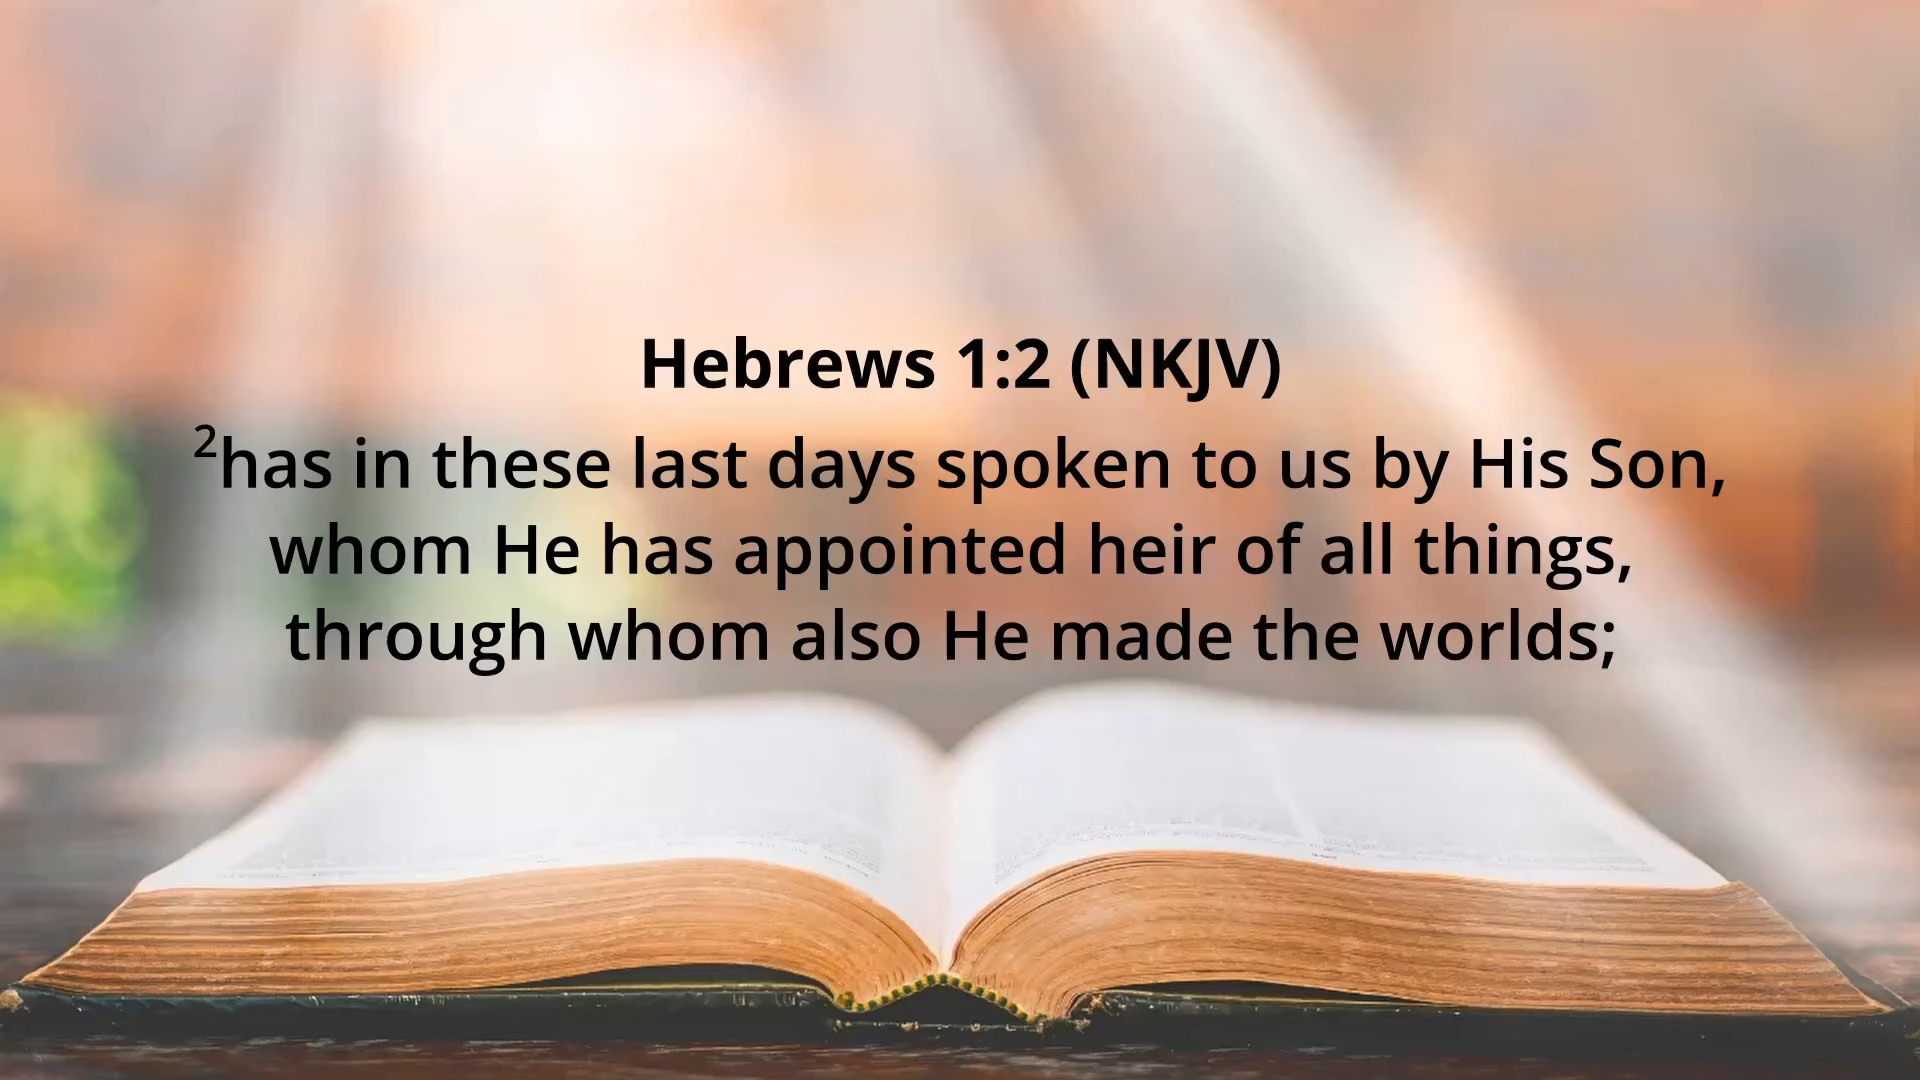 Hebrews 1:2 (NKJV)
²has in these last days spoken to us by His Son,
whom He has appointed heir of all things,
through whom also He made the worlds;